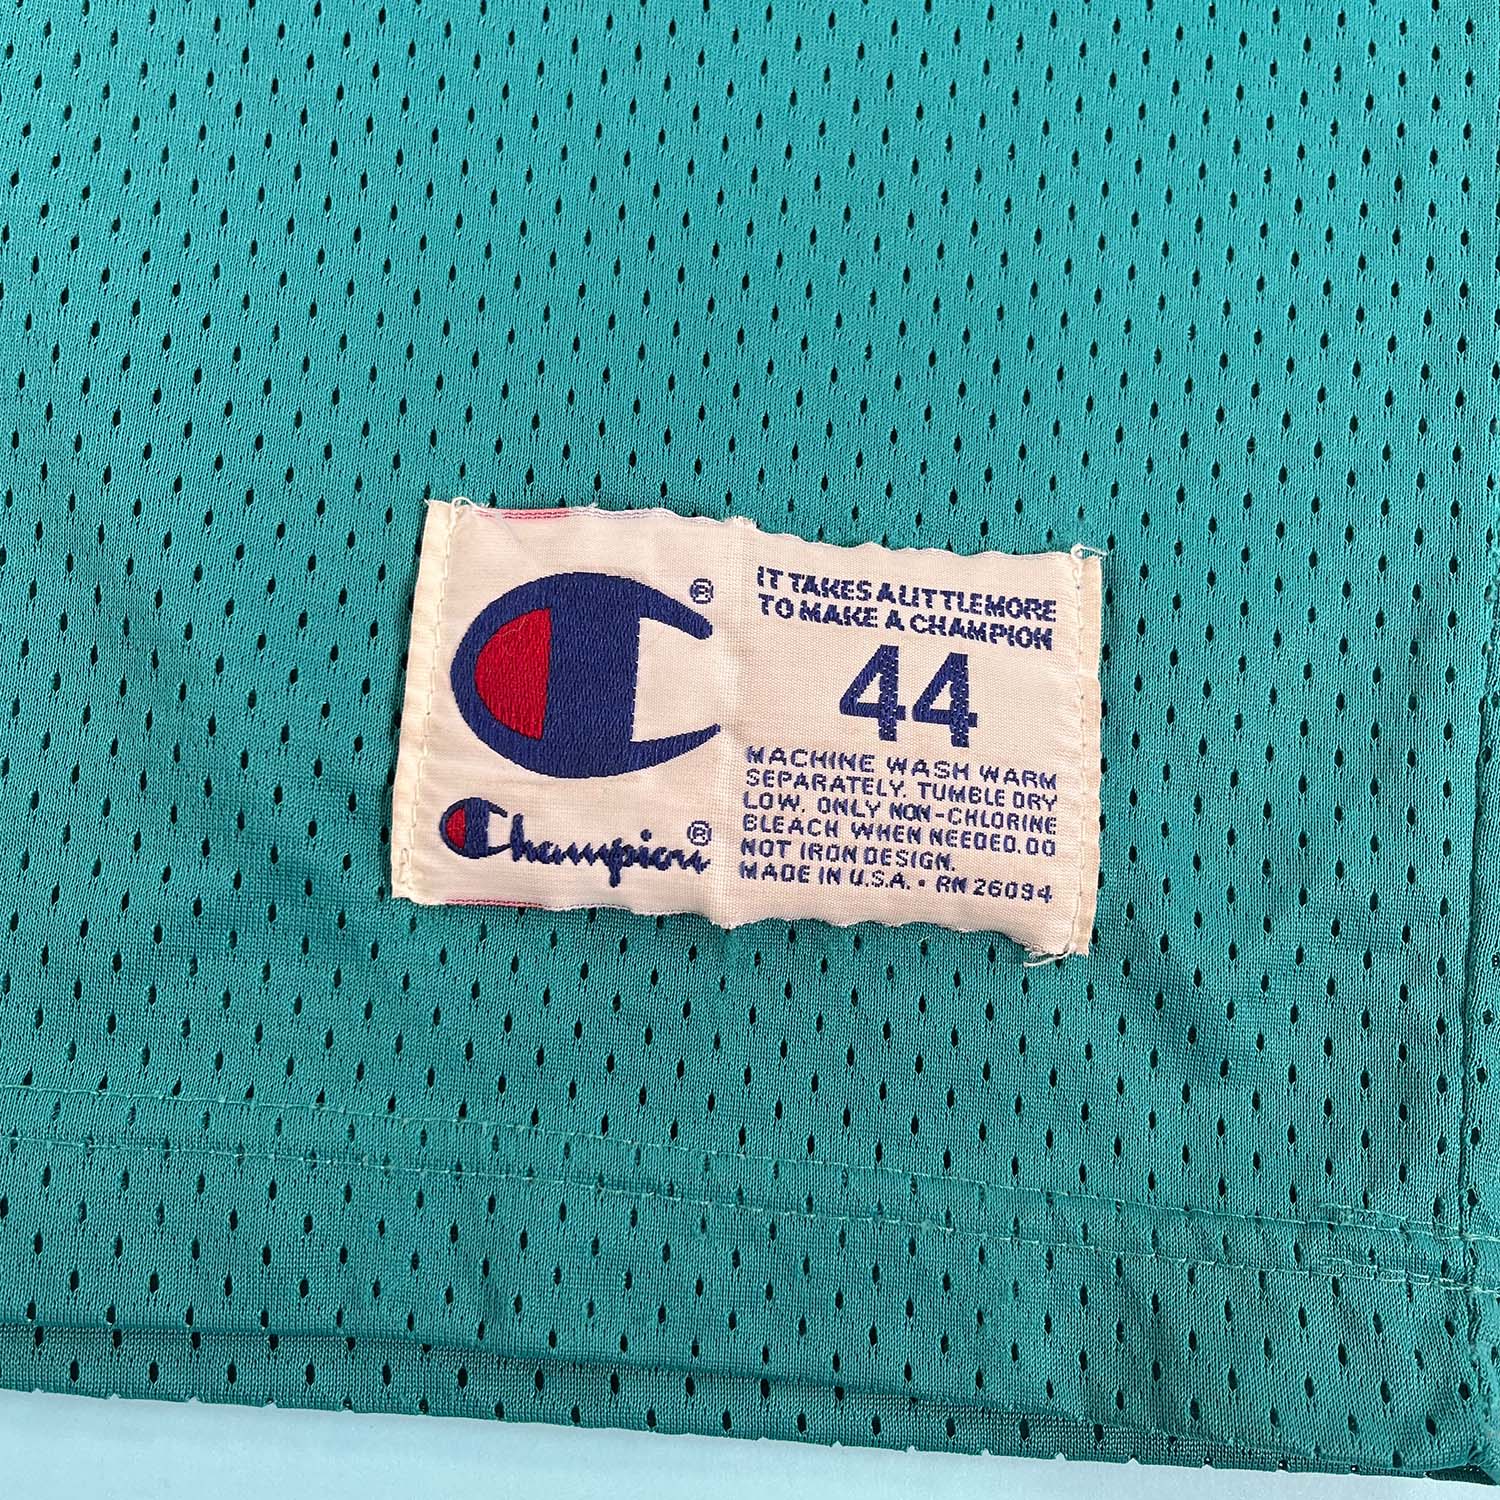 Champion®
®
IT TAKES A LITTLE MORE
TO MAKE A CHAMPION
44
MACHINE WASH WARM
SEPARATELY. TUMBLE DRY
LOW. ONLY NON-CHLORINE
BLEACH WHEN NEEDED. DO
NOT IRON DESIGN.
MADE IN U.S.A. • RN 26094